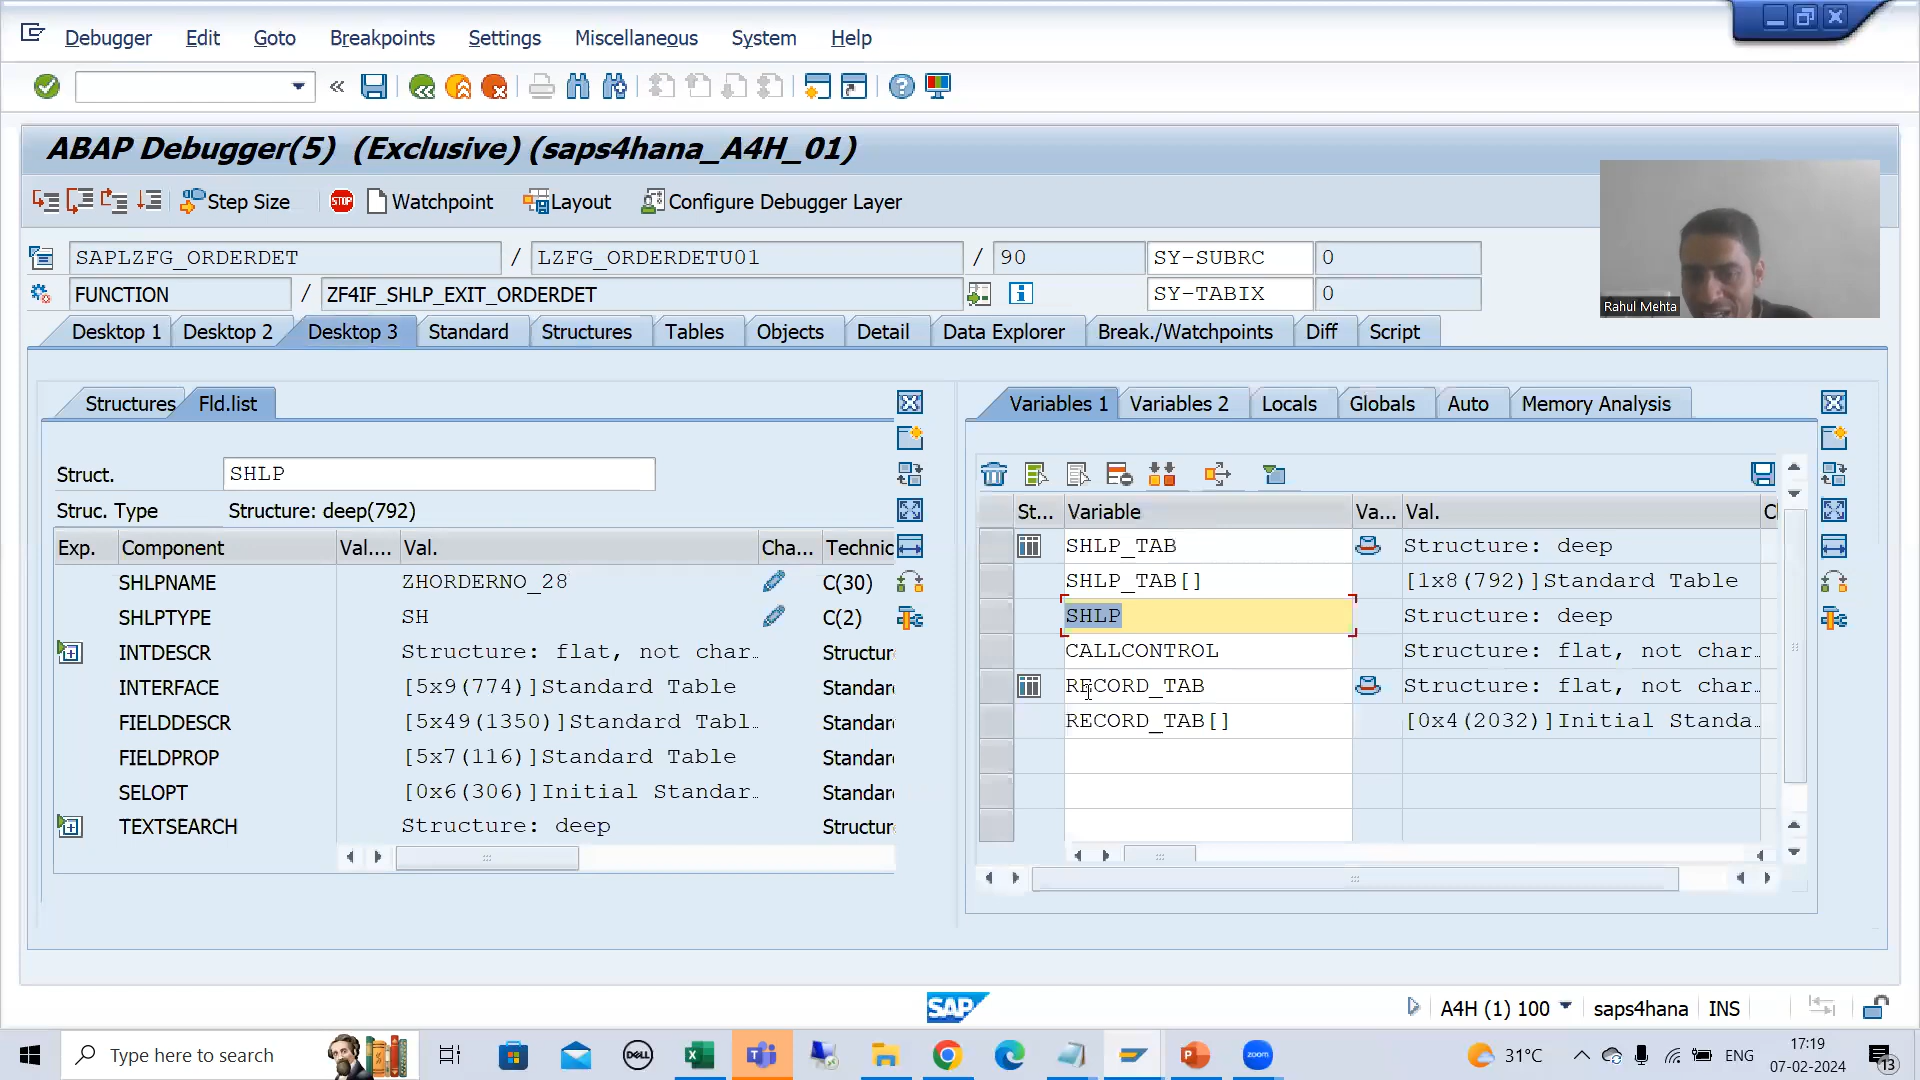 Debugger Edit Goto Breakpoints Settings Miscellaneous System Help
ABAP Debugger(5) (Exclusive) (saps4hana_A4H_01)
Step Size STOP Watchpoint Layout Configure Debugger Layer
SAPLZFG_ORDERDET / LZFG_ORDERDETU01 / 90 SY-SUBRC 0
FUNCTION / ZF4IF_SHLP_EXIT_ORDERDET SY-TABIX 0
Rahul Mehta
Desktop 1 Desktop 2 Desktop 3 Standard Structures Tables Objects Detail Data Explorer Break./Watchpoints Diff Script
Structures Fld.list
Struct. SHLP
Struc. Type Structure: deep(792)
Exp. Component Val.... Val. Cha... Technic
SHLPNAME ZHORDERNO_28 C(30)
SHLPTYPE SH C(2)
INTDESCR Structure: flat, not char… Structur
INTERFACE [5x9(774)]Standard Table Standard
FIELDDESCR [5x49(1350)]Standard Tabl… Standard
FIELDPROP [5x7(116)]Standard Table Standard
SELOPT [0x6(306)]Initial Standar… Standard
TEXTSEARCH Structure: deep Structur
Variables 1 Variables 2 Locals Globals Auto Memory Analysis
St... Variable Va... Val. C
SHLP_TAB Structure: deep
SHLP_TAB[] [1x8(792)]Standard Table
SHLP Structure: deep
CALLCONTROL Structure: flat, not char…
RECORD_TAB Structure: flat, not char…
RECORD_TAB[] [0x4(2032)]Initial Standa…
SAP
A4H (1) 100 saps4hana INS
Type here to search
DELL
zoom
31°C ENG
17:19
07-02-2024
13